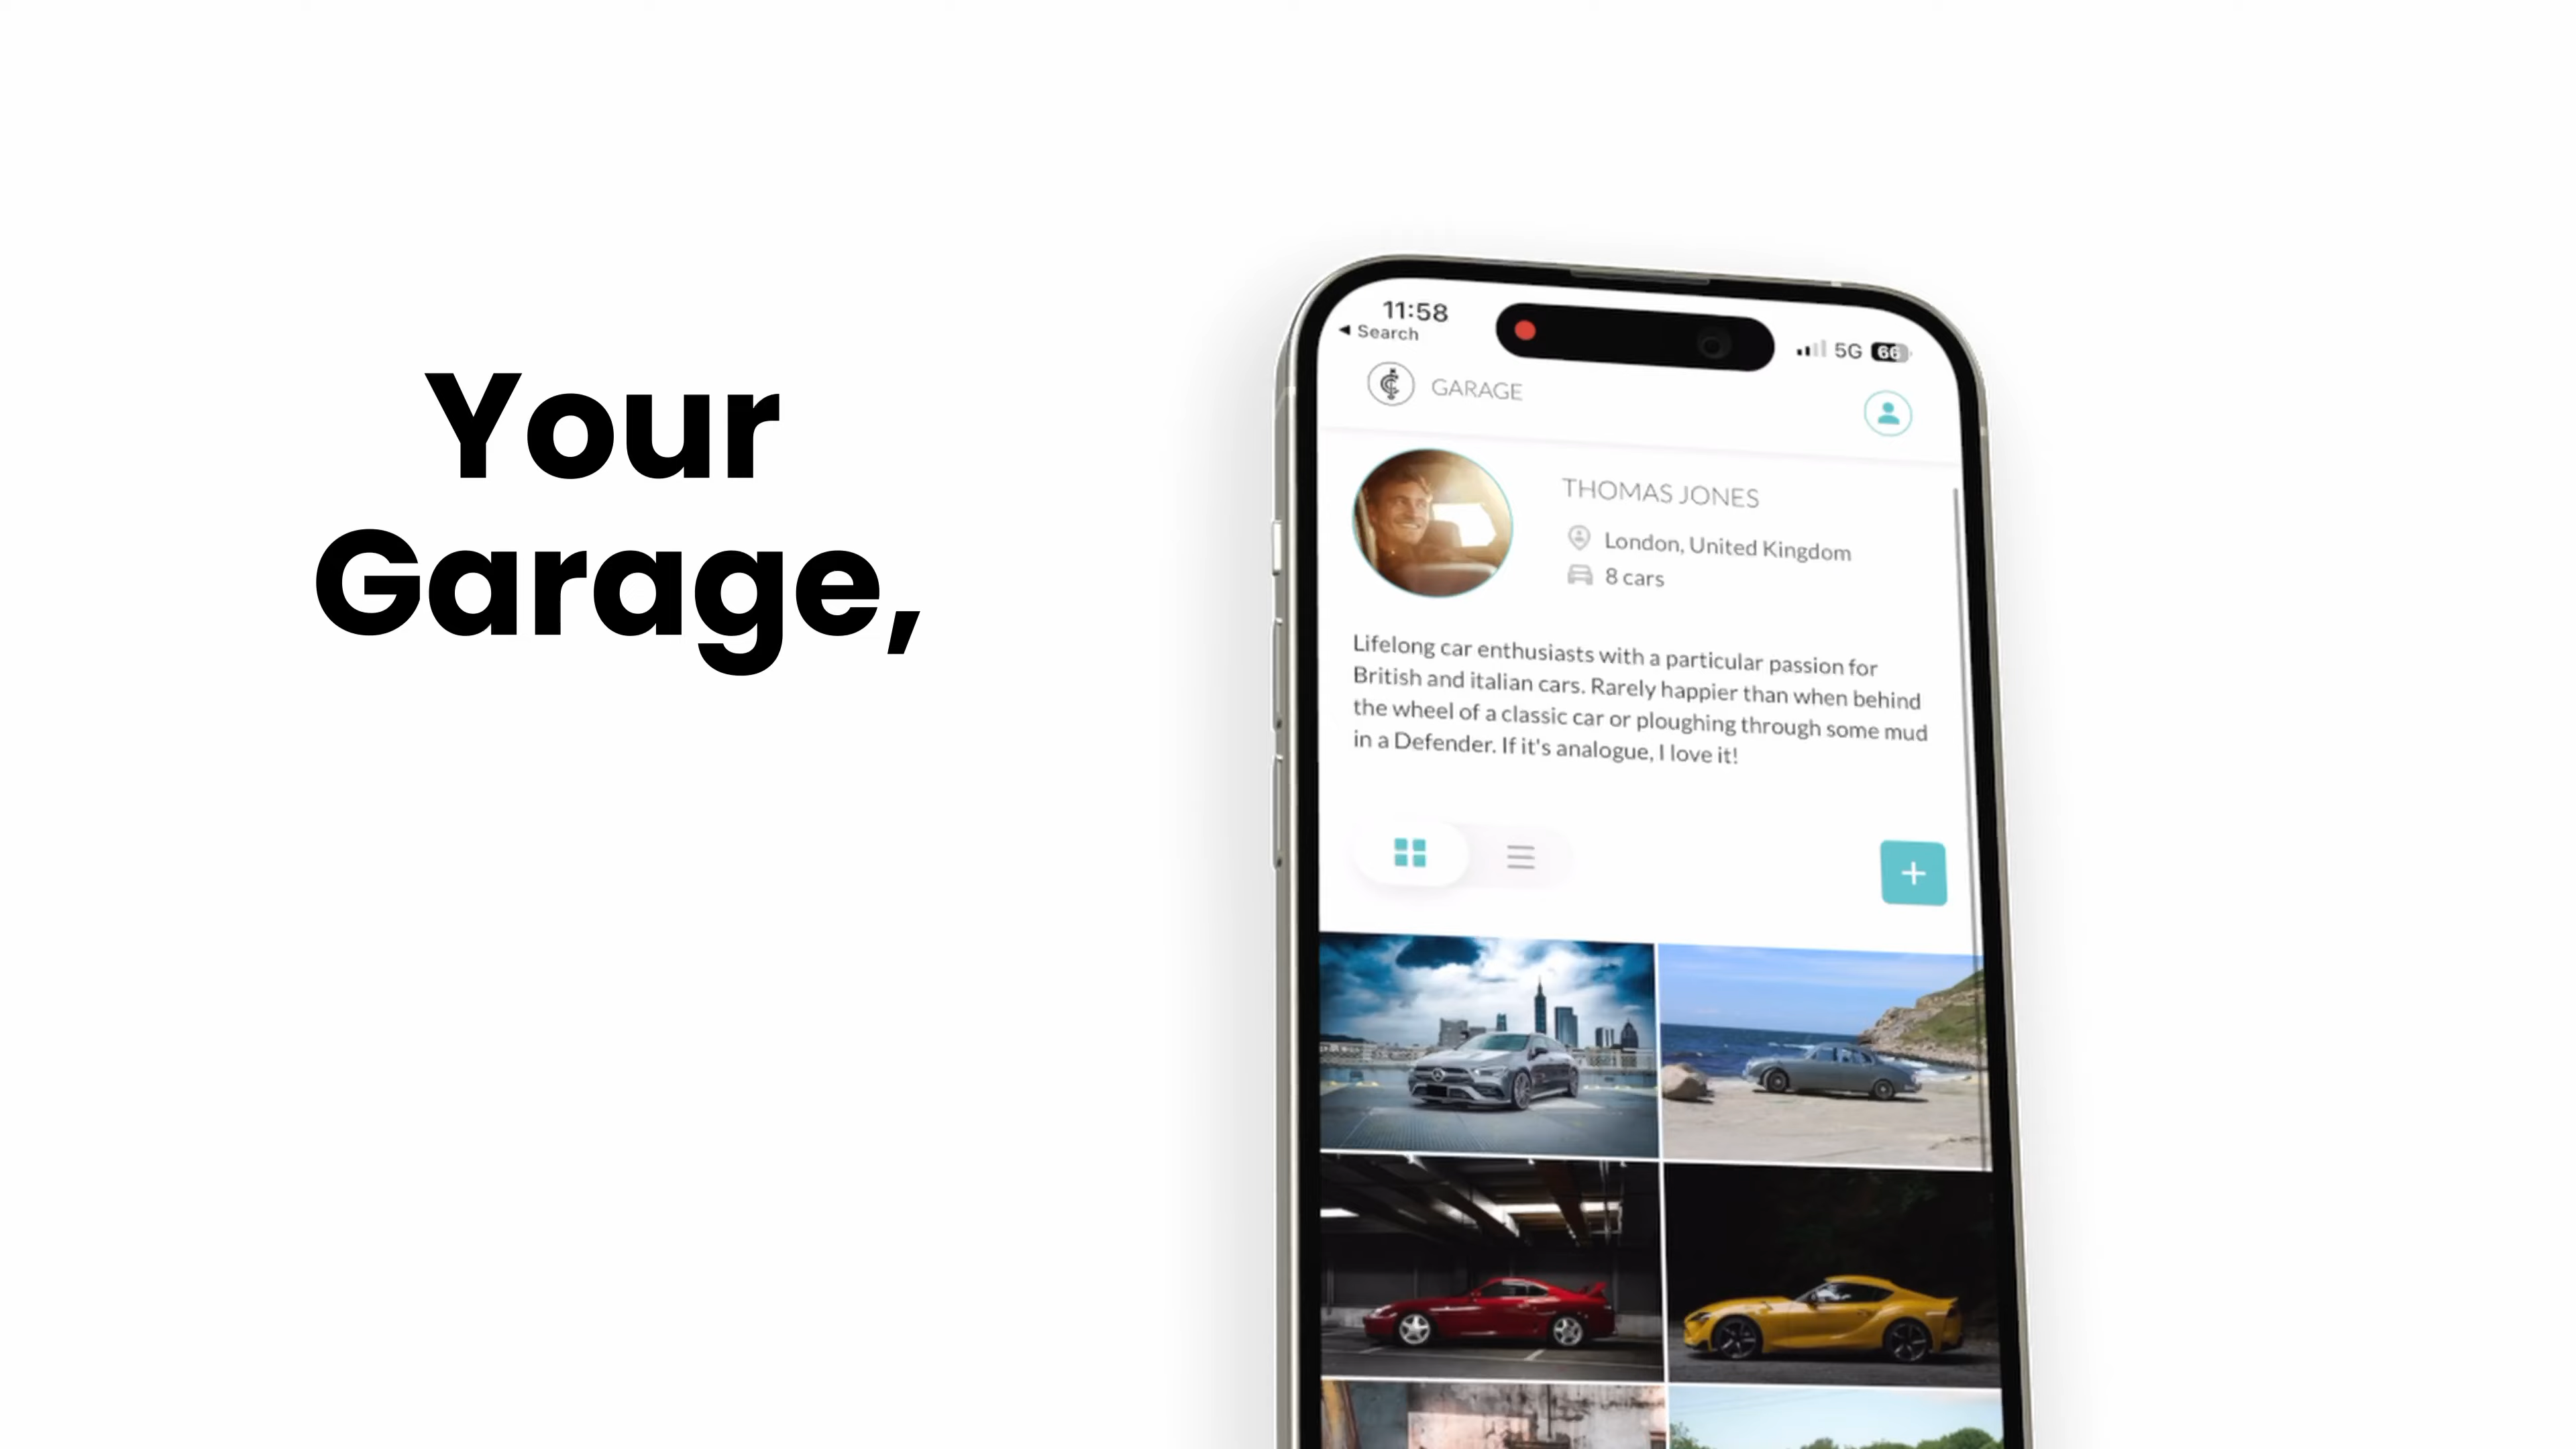 Your
Garage,
11:58
◀ Search
5G 66
GARAGE
THOMAS JONES
London, United Kingdom
8 cars
Lifelong car enthusiasts with a particular passion for
British and italian cars. Rarely happier than when behind
the wheel of a classic car or ploughing through some mud
in a Defender. If it's analogue, I love it!